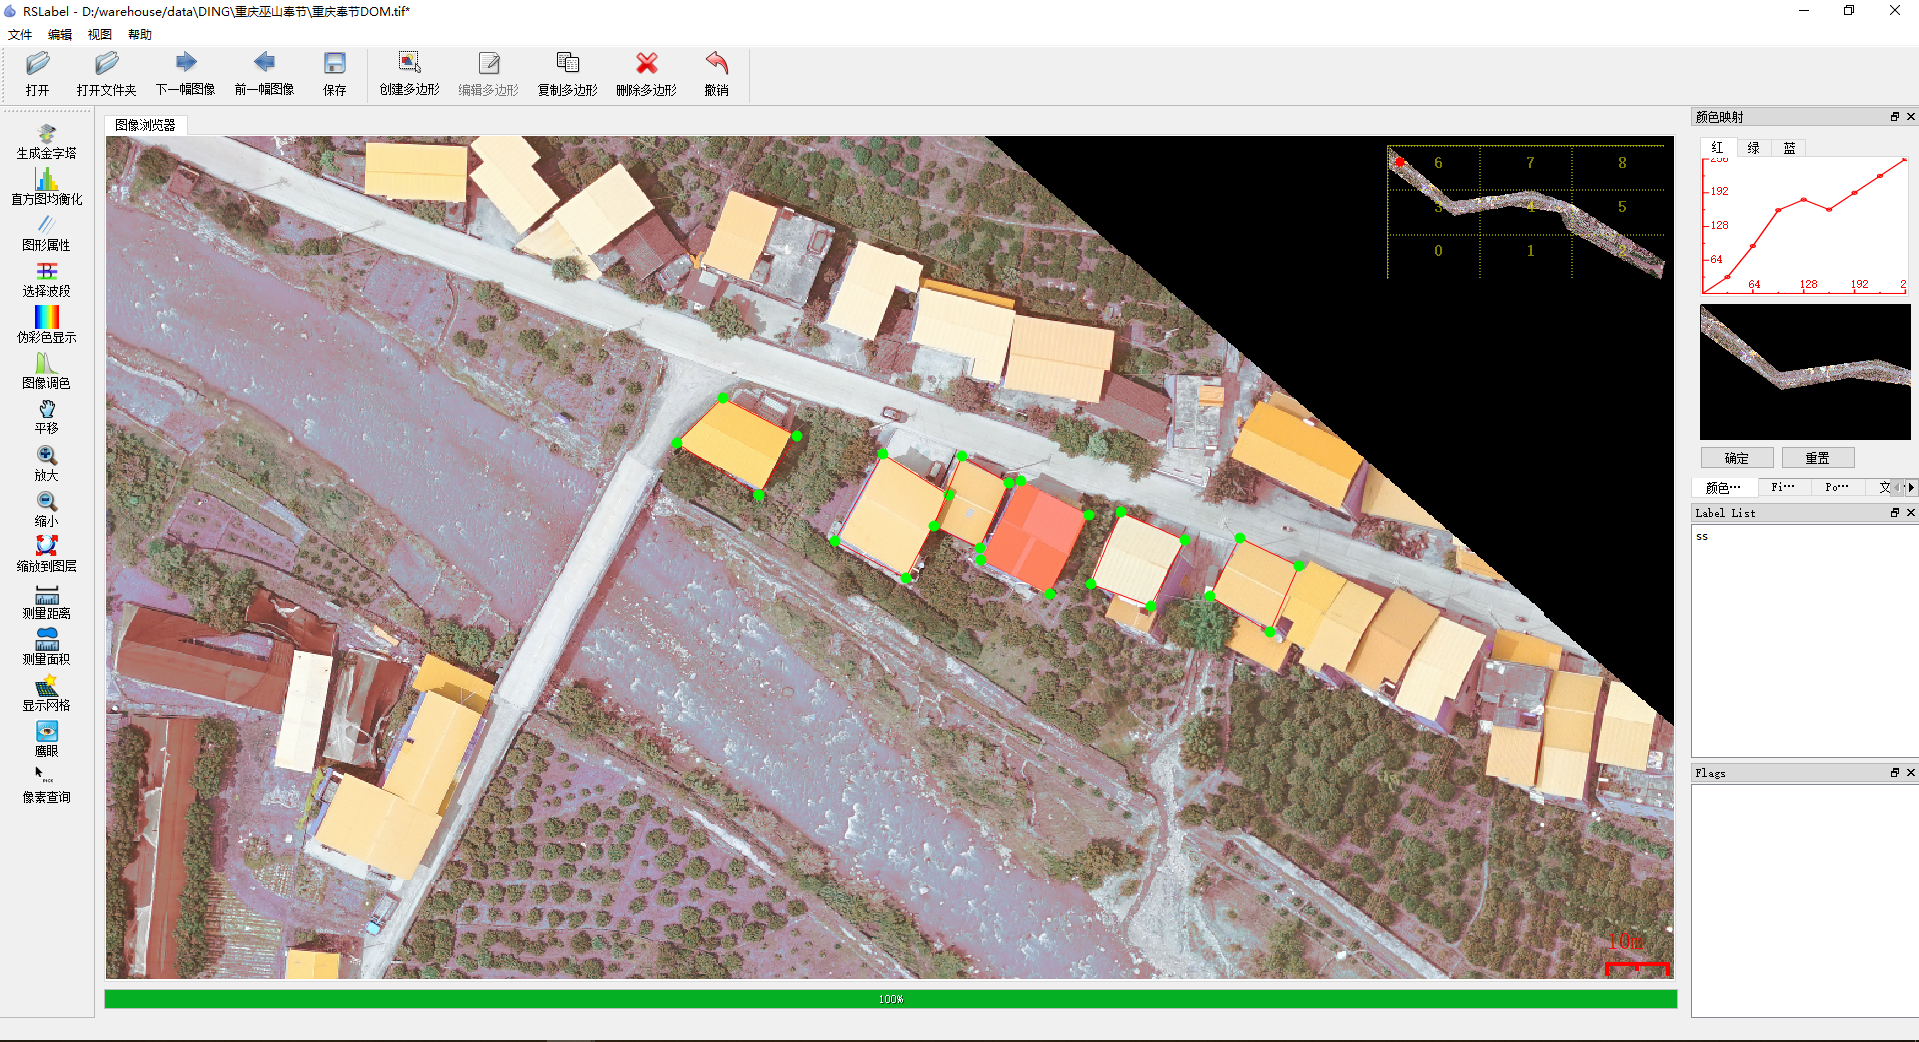 RSLabel - D:/warehouse/data\DING\重庆巫山奉节\重庆奉节DOM.tif*
文件 编辑 视图 帮助
打开 打开文件夹 下一幅图像 前一幅图像 保存 创建多边形 编辑多边形 复制多边形 删除多边形 撤销
生成金字塔
直方图均衡化
图形属性
选择波段
伪彩色显示
图像调色
平移
放大
缩小
缩放到图层
测量距离
测量面积
显示网格
鹰眼
像素查询
图像浏览器
6 7 8
3 4 5
0 1 2
10m
100%
颜色映射
红 绿 蓝
256
192
128
64
64 128 192 2
确定 重置
颜色… Fi… Po… 文
Label List
ss
Flags